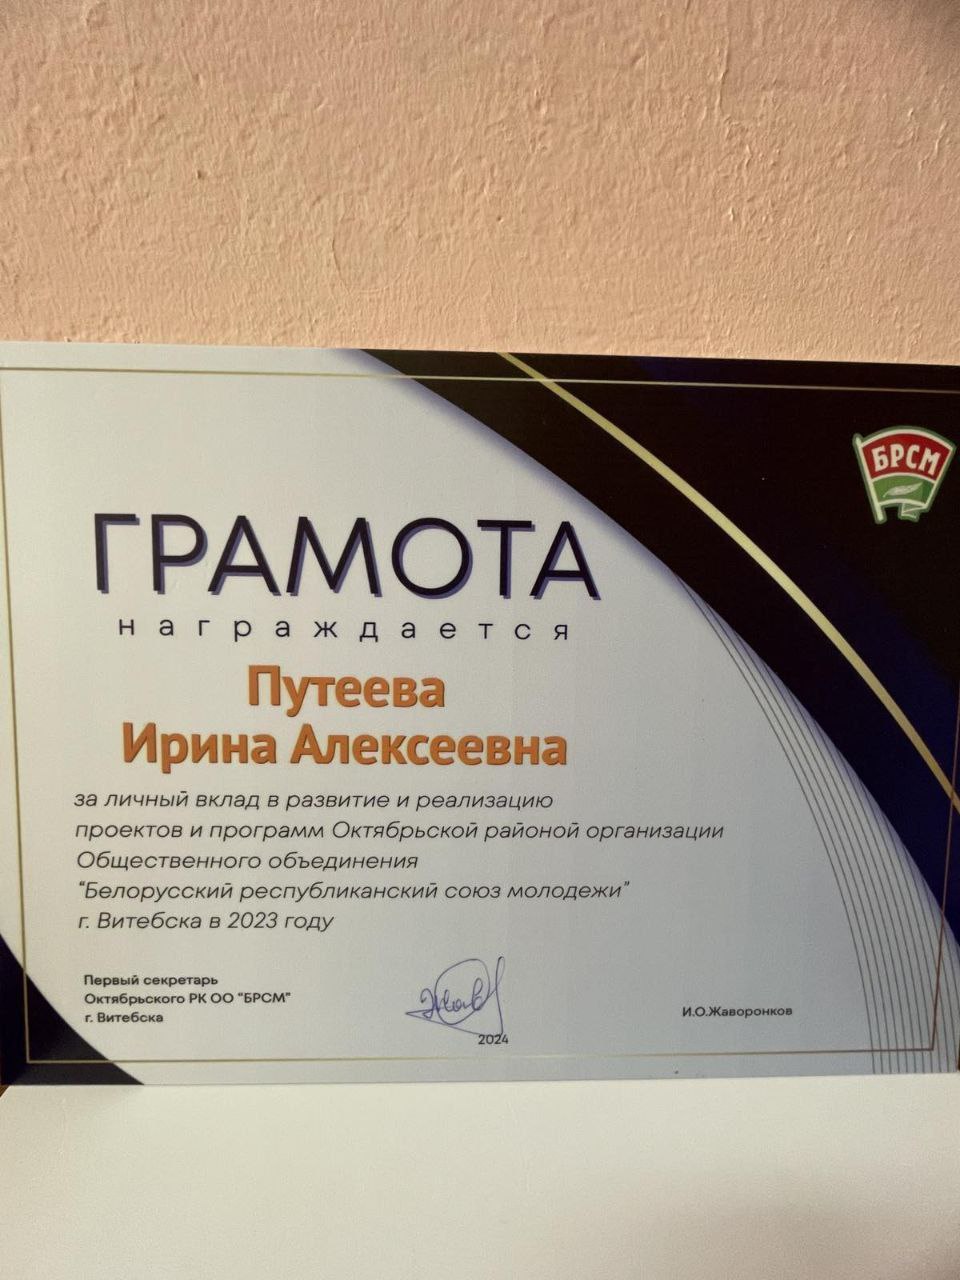 БРСМ
ГРАМОТА
награждается
Путеева
Ирина Алексеевна
за личный вклад в развитие и реализацию
проектов и программ Октябрьской районой организации
Общественного объединения
“Белорусский республиканский союз молодежи”
г. Витебска в 2023 году
Первый секретарь
Октябрьского РК ОО “БРСМ”
г. Витебска
2024
И.О.Жаворонков